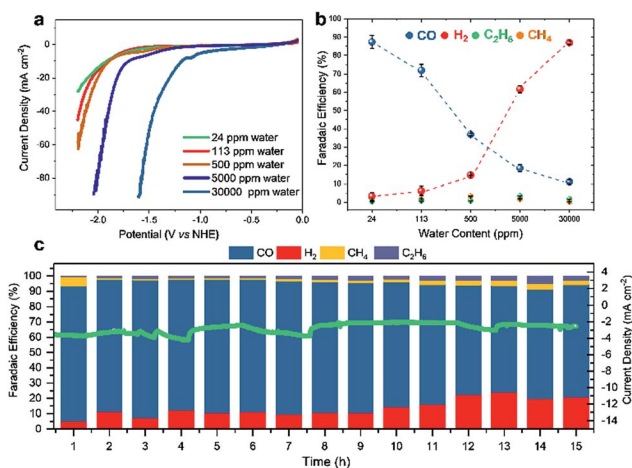 a
Current Density (mA cm⁻²)
0
-20
-40
-60
-80
24 ppm water
113 ppm water
500 ppm water
5000 ppm water
30000 ppm water
-2.0 -1.5 -1.0 -0.5 0.0
Potential (V vs NHE)
b
CO H₂ C₂H₆ CH₄
Faradaic Efficiency (%)
100
90
80
70
60
50
40
30
20
10
0
24 113 500 5000 30000
Water Content (ppm)
c
CO H₂ CH₄ C₂H₆
Faradaic Efficiency (%)
100
90
80
70
60
50
40
30
20
10
0
4
2
0
-2
-4
-6
-8
-10
-12
-14
Current Density (mA cm⁻²)
1 2 3 4 5 6 7 8 9 10 11 12 13 14 15
Time (h)